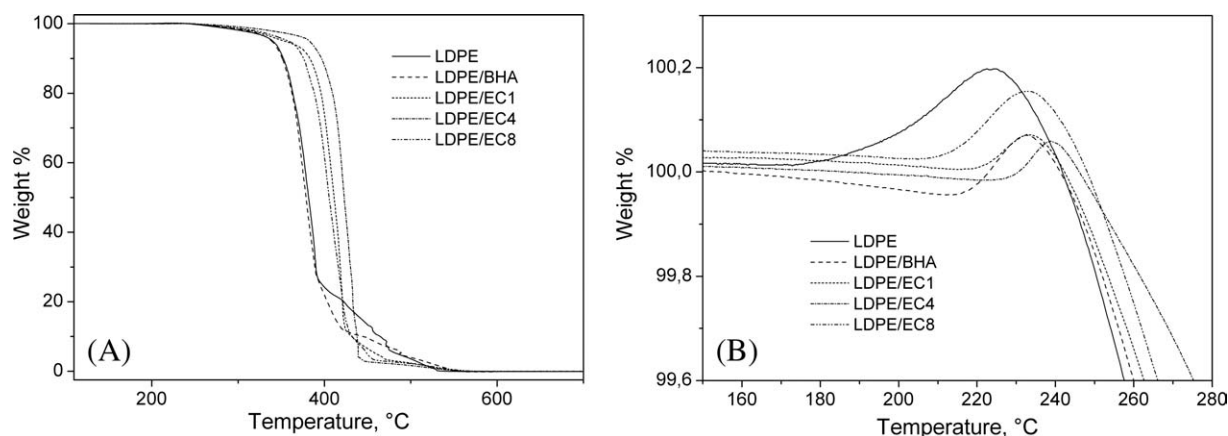 100
80
60
40
20
0
Weight %
LDPE
LDPE/BHA
LDPE/EC1
LDPE/EC4
LDPE/EC8
(A)
200
400
600
Temperature, °C
100,2
100,0
99,8
99,6
Weight %
LDPE
LDPE/BHA
LDPE/EC1
LDPE/EC4
LDPE/EC8
(B)
160
180
200
220
240
260
280
Temperature, °C